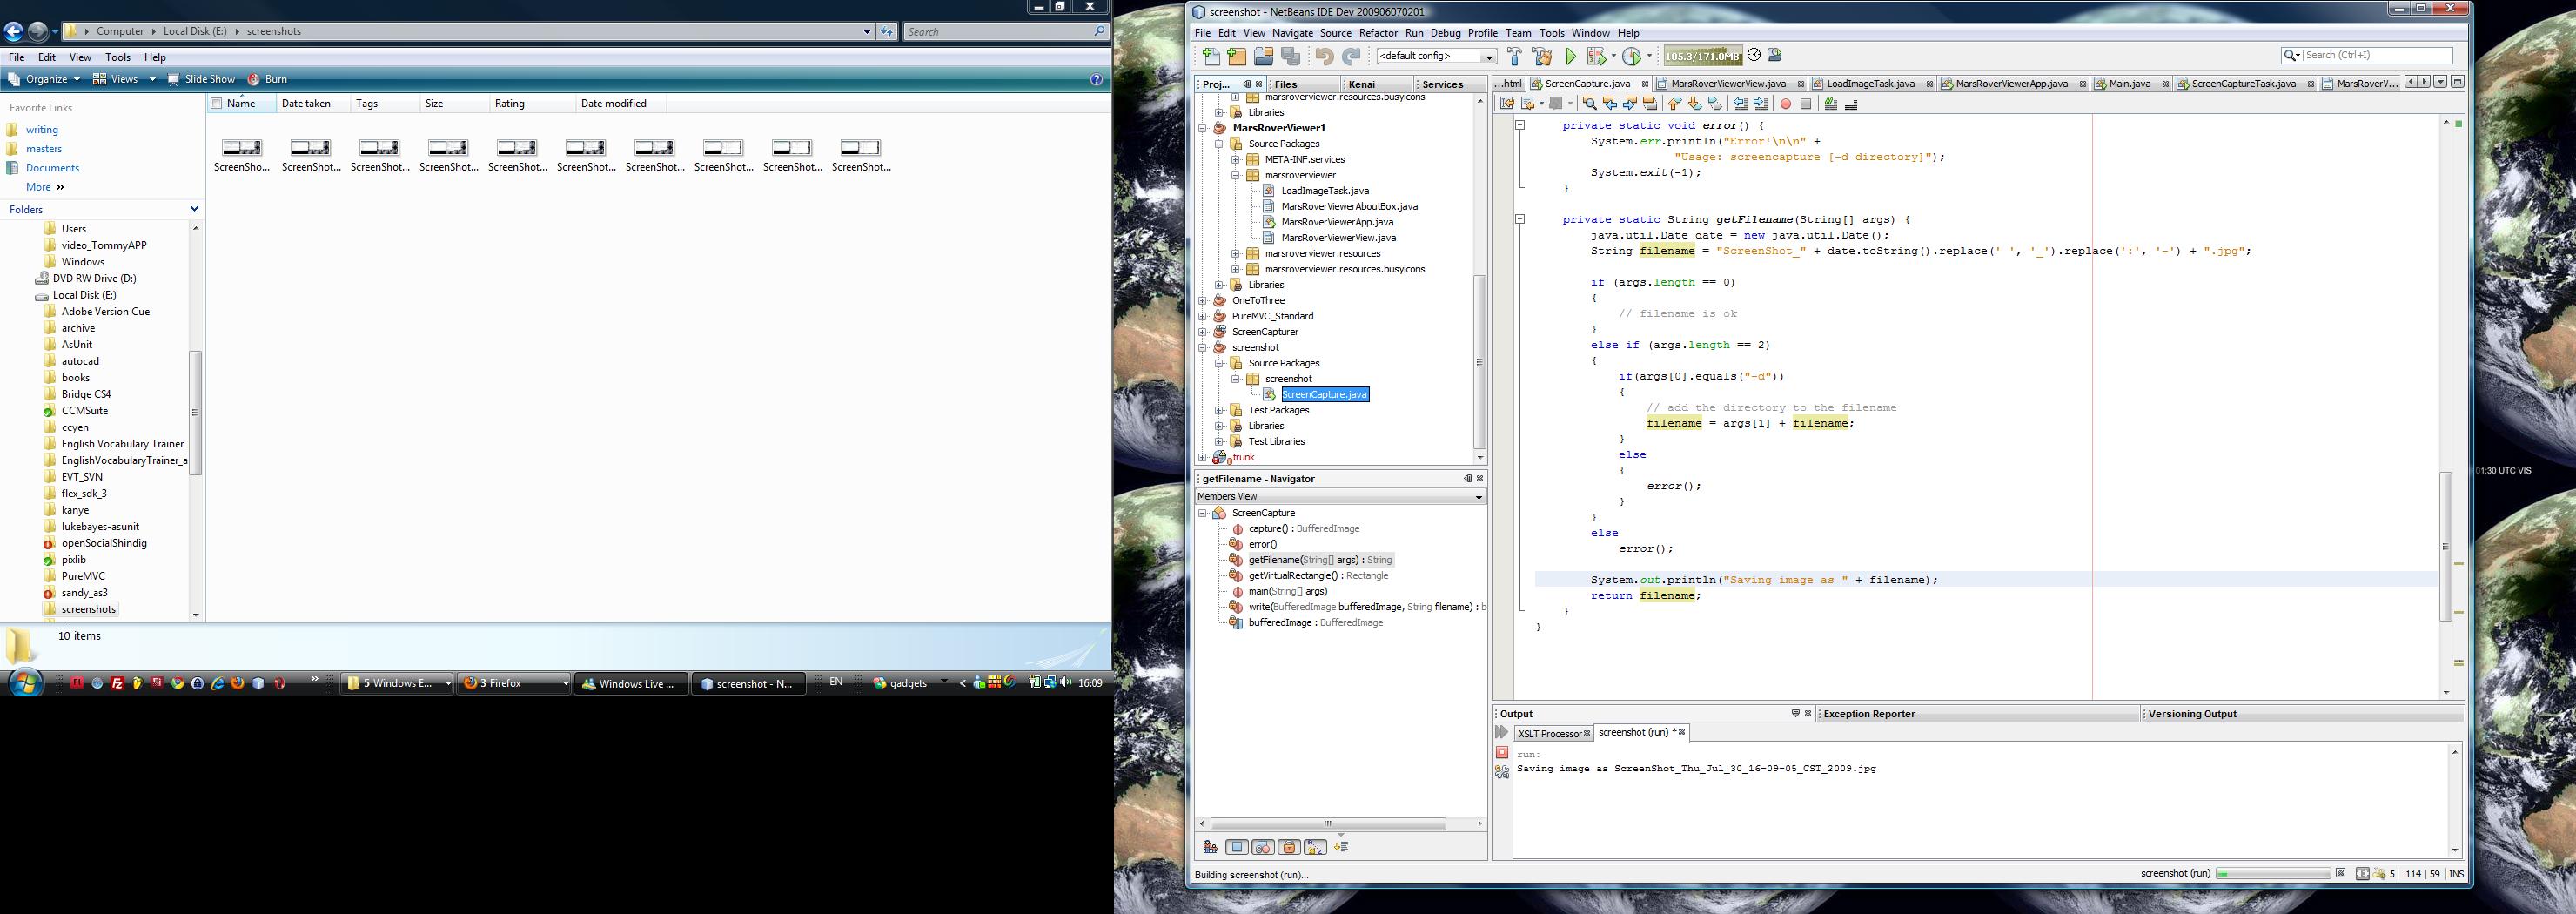 Computer ▸ Local Disk (E:) ▸ screenshots
Search
File Edit View Tools Help
Organize Views Slide Show Burn
Favorite Links
writing
masters
Documents
More »
Folders
Users
video_TommyAPP
Windows
DVD RW Drive (D:)
Local Disk (E:)
Adobe Version Cue
archive
AsUnit
autocad
books
Bridge CS4
CCMSuite
ccyen
English Vocabulary Trainer
EnglishVocabularyTrainer_a
EVT_SVN
flex_sdk_3
kanye
lukebayes-asunit
openSocialShindig
pixlib
PureMVC
sandy_as3
screenshots
Name Date taken Tags Size Rating Date modified
ScreenSho... ScreenShot... ScreenShot... ScreenShot... ScreenShot... ScreenShot... ScreenShot... ScreenShot... ScreenShot... ScreenShot...
10 items
5 Windows E... 3 Firefox Windows Live ... screenshot - N... EN gadgets 16:09
screenshot - NetBeans IDE Dev 200906070201
File Edit View Navigate Source Refactor Run Debug Profile Team Tools Window Help
<default config> 105.3/171.0MB Search (Ctrl+I)
Proj... Files Kenai Services
marsroverviewer.resources.busyicons
Libraries
MarsRoverViewer1
Source Packages
META-INF.services
marsroverviewer
LoadImageTask.java
MarsRoverViewerAboutBox.java
MarsRoverViewerApp.java
MarsRoverViewerView.java
marsroverviewer.resources
marsroverviewer.resources.busyicons
Libraries
OneToThree
PureMVC_Standard
ScreenCapturer
screenshot
Source Packages
screenshot
ScreenCapture.java
Test Packages
Libraries
Test Libraries
trunk
getFilename - Navigator
Members View
ScreenCapture
capture() : BufferedImage
error()
getFilename(String[] args) : String
getVirtualRectangle() : Rectangle
main(String[] args)
write(BufferedImage bufferedImage, String filename) : b
bufferedImage : BufferedImage
...html ScreenCapture.java MarsRoverViewerView.java LoadImageTask.java MarsRoverViewerApp.java Main.java ScreenCaptureTask.java MarsRoverV...
private static void error() {
System.err.println("Error!\n\n" +
"Usage: screencapture [-d directory]");
System.exit(-1);
}
private static String getFilename(String[] args) {
java.util.Date date = new java.util.Date();
String filename = "ScreenShot_" + date.toString().replace(' ', '_').replace(':', '-') + ".jpg";
if (args.length == 0)
{
// filename is ok
}
else if (args.length == 2)
{
if(args[0].equals("-d"))
{
// add the directory to the filename
filename = args[1] + filename;
}
else
{
error();
}
}
else
error();
System.out.println("Saving image as " + filename);
return filename;
}
}
Output Exception Reporter Versioning Output
XSLT Processor screenshot (run) *
run:
Saving image as ScreenShot_Thu_Jul_30_16-09-05_CST_2009.jpg
Building screenshot (run)... screenshot (run) 5 114 | 59 INS
01:30 UTC VIS